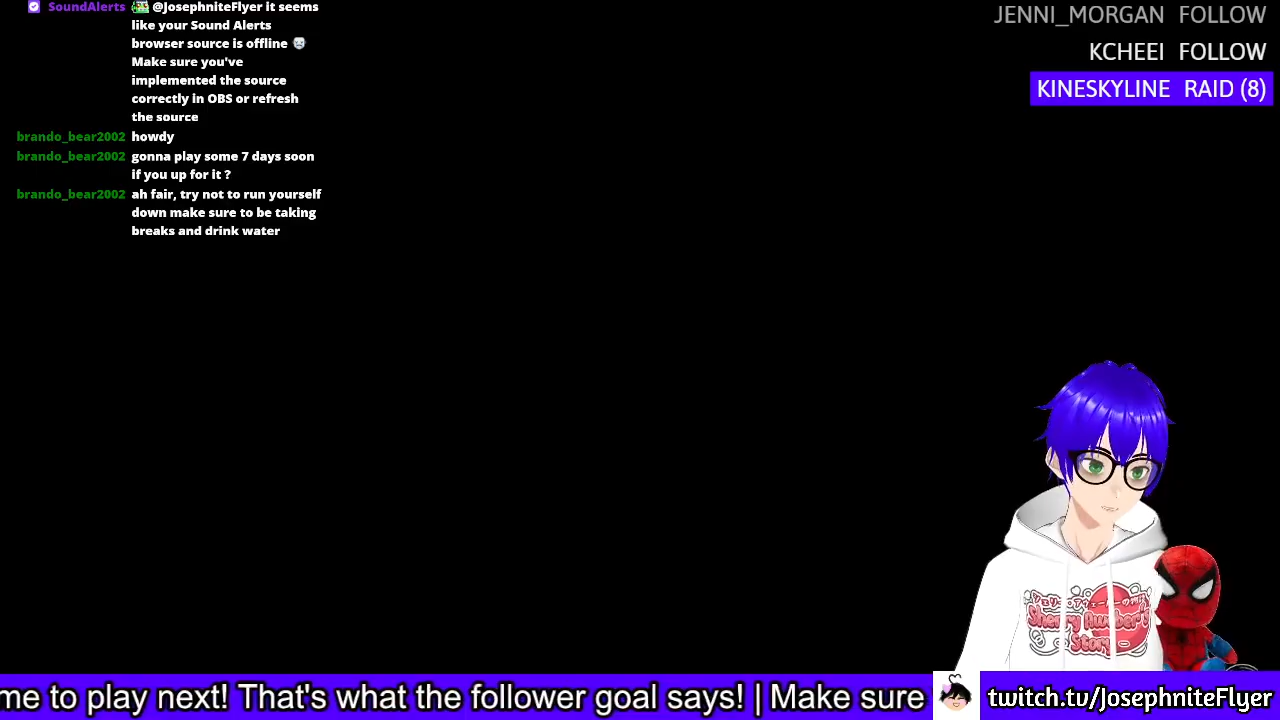 SoundAlerts @JosephniteFlyer it seems
like your Sound Alerts
browser source is offline
Make sure you've
implemented the source
correctly in OBS or refresh
the source
brando_bear2002 howdy
brando_bear2002 gonna play some 7 days soon
if you up for it ?
brando_bear2002 ah fair, try not to run yourself
down make sure to be taking
breaks and drink water
JENNI_MORGAN FOLLOW
KCHEEI FOLLOW
KINESKYLINE RAID (8)
Sherry Awbert's
Story
me to play next! That's what the follower goal says! | Make sure
twitch.tv/JosephniteFlyer